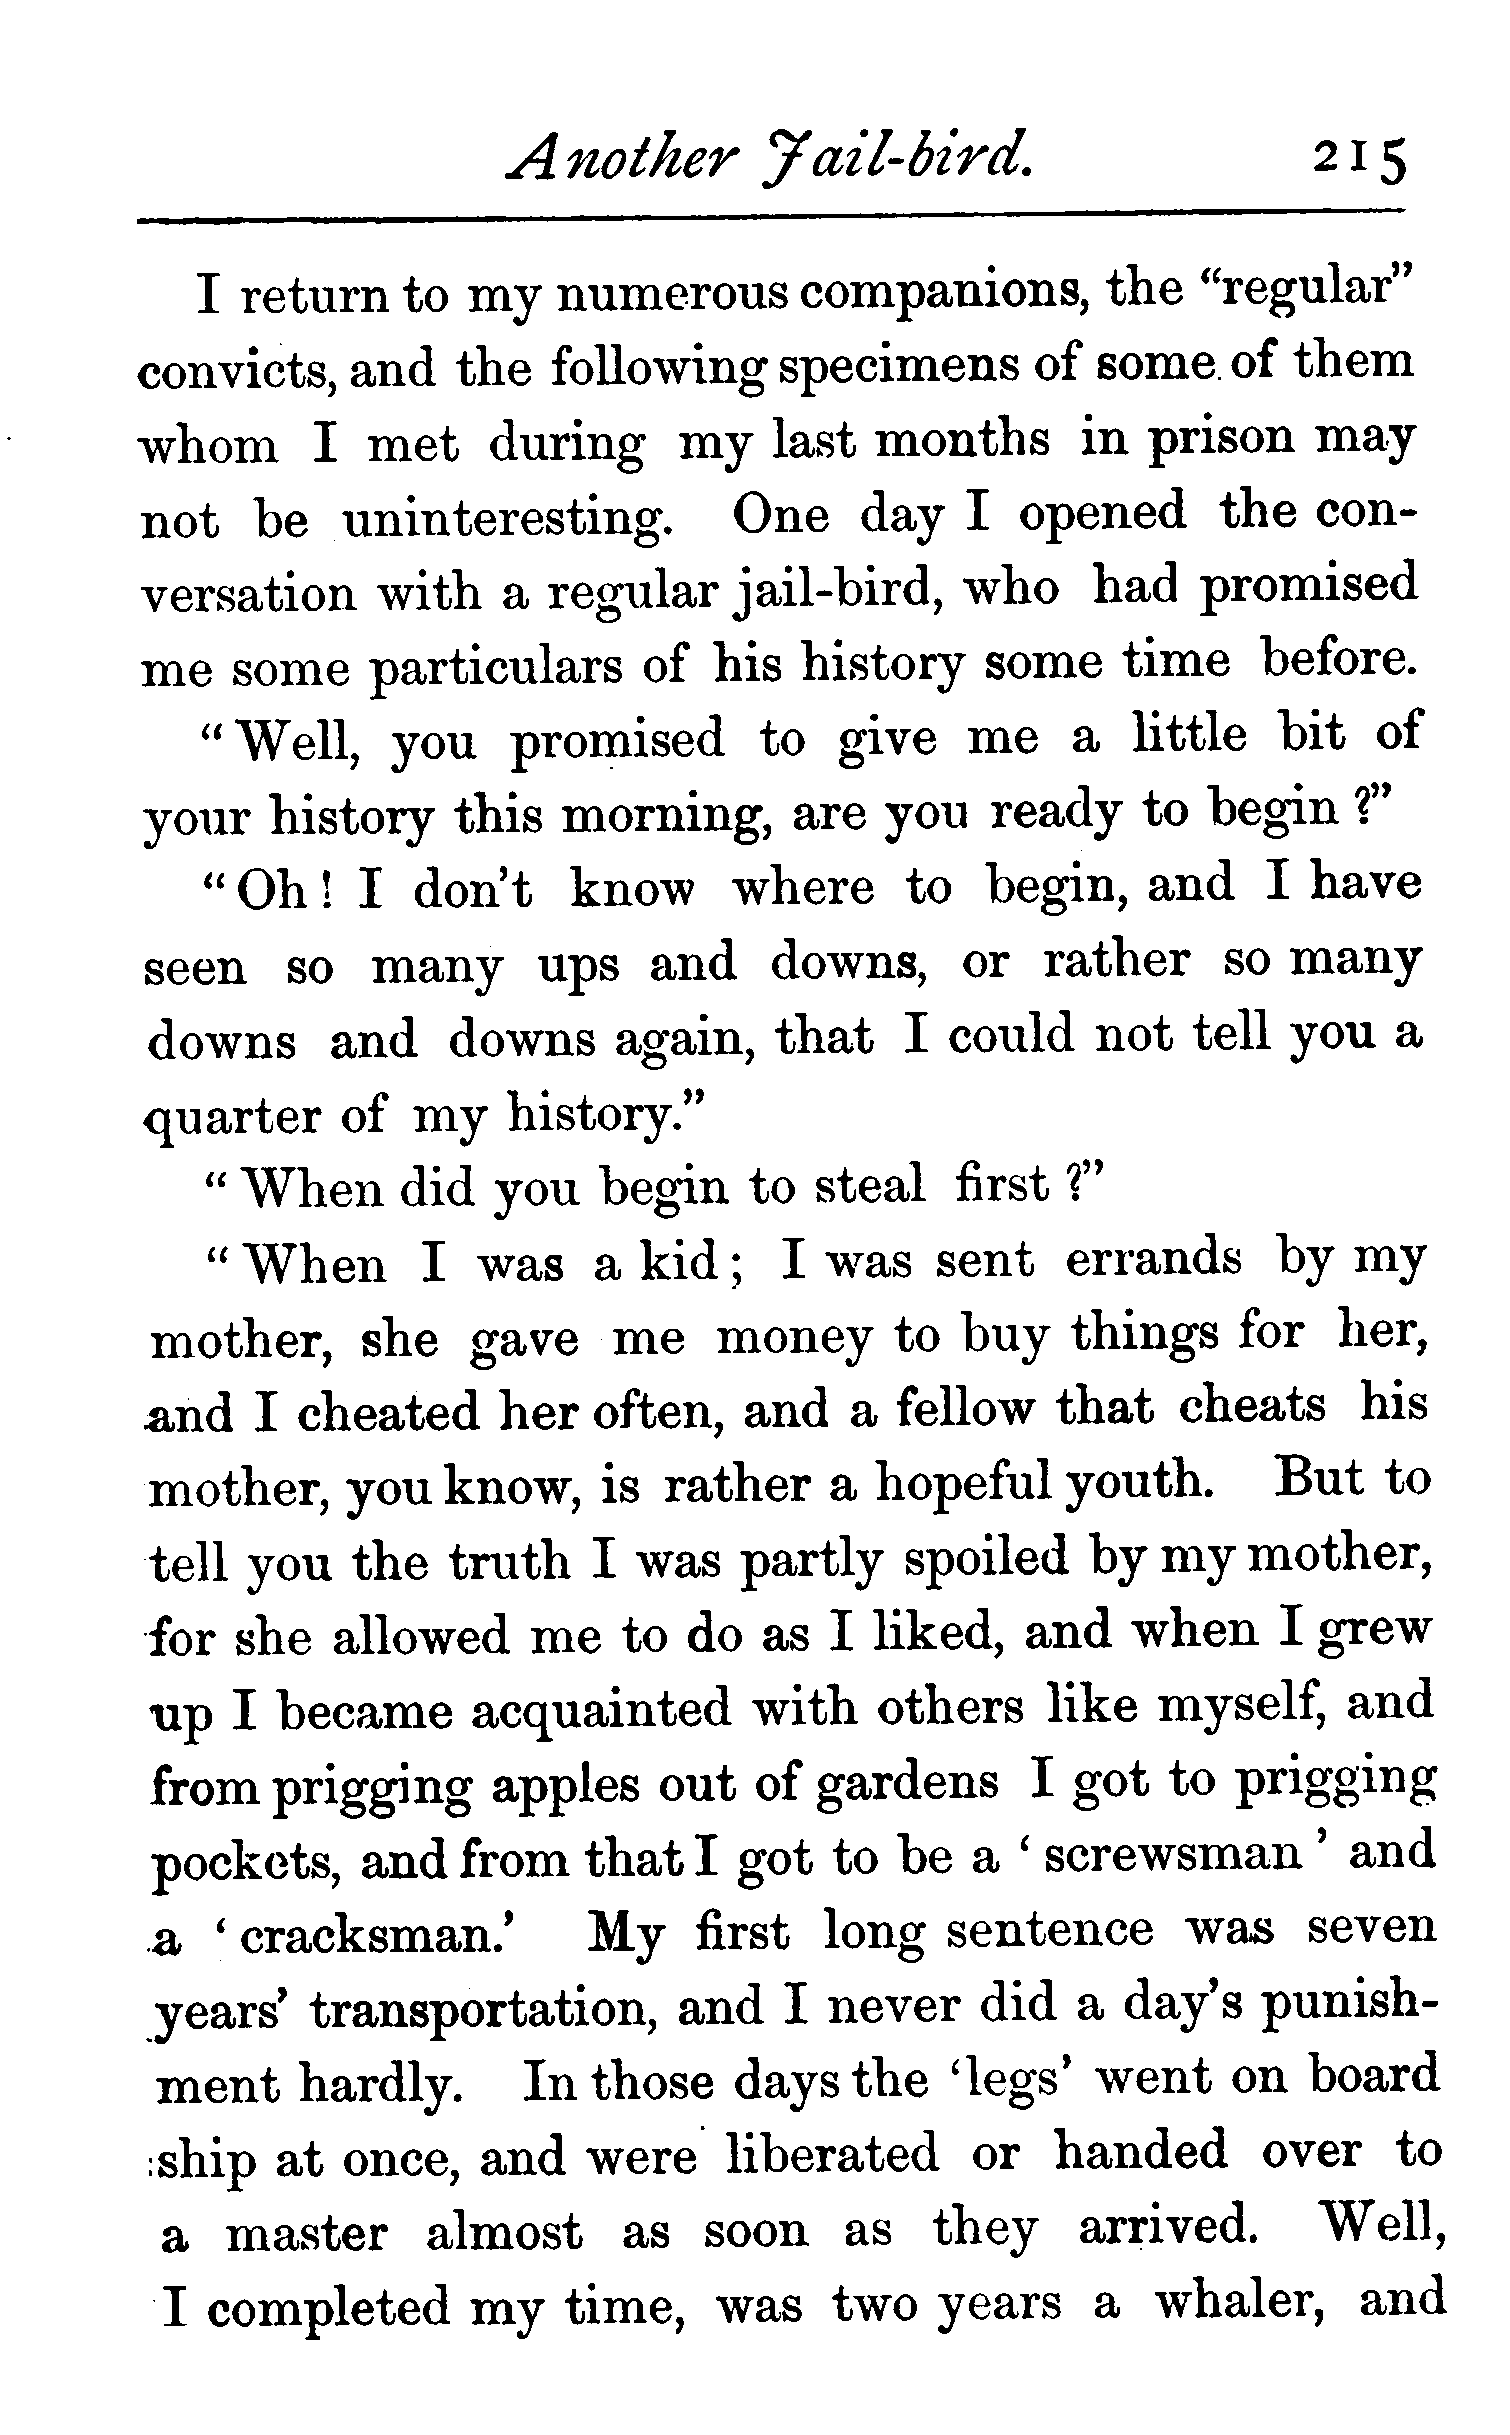 Another Jail-bird. 215
I return to my numerous companions, the "regular"
convicts, and the following specimens of some of them
whom I met during my last months in prison may
not be uninteresting. One day I opened the con-
versation with a regular jail-bird, who had promised
me some particulars of his history some time before.
"Well, you promised to give me a little bit of
your history this morning, are you ready to begin?"
"Oh! I don't know where to begin, and I have
seen so many ups and downs, or rather so many
downs and downs again, that I could not tell you a
quarter of my history."
"When did you begin to steal first?"
"When I was a kid; I was sent errands by my
mother, she gave me money to buy things for her,
and I cheated her often, and a fellow that cheats his
mother, you know, is rather a hopeful youth. But to
tell you the truth I was partly spoiled by my mother,
for she allowed me to do as I liked, and when I grew
up I became acquainted with others like myself, and
from prigging apples out of gardens I got to prigging
pockets, and from that I got to be a 'screwsman' and
a 'cracksman.' My first long sentence was seven
years' transportation, and I never did a day's punish-
ment hardly. In those days the 'legs' went on board
ship at once, and were liberated or handed over to
a master almost as soon as they arrived. Well,
I completed my time, was two years a whaler, and